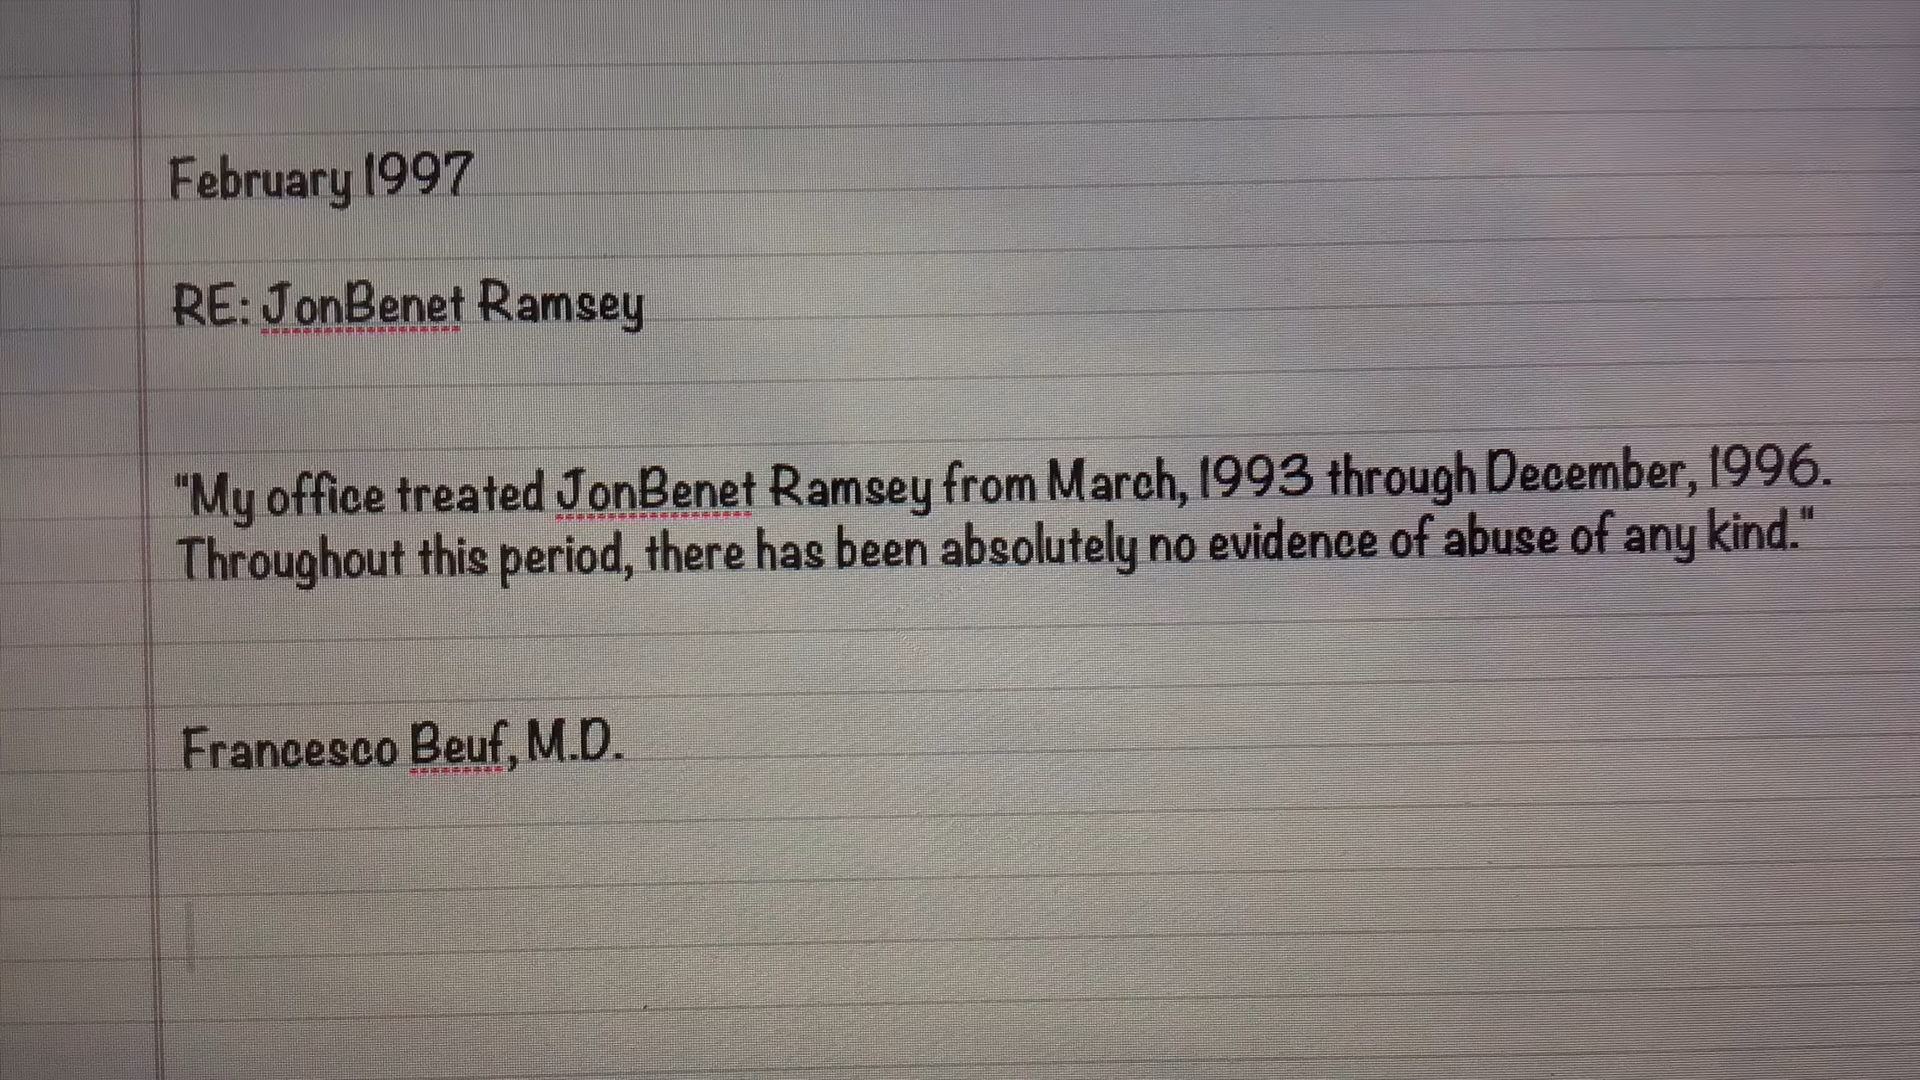 February 1997
RE: JonBenet Ramsey
"My office treated JonBenet Ramsey from March, 1993 through December, 1996.
Throughout this period, there has been absolutely no evidence of abuse of any kind."
Francesco Beuf, M.D.